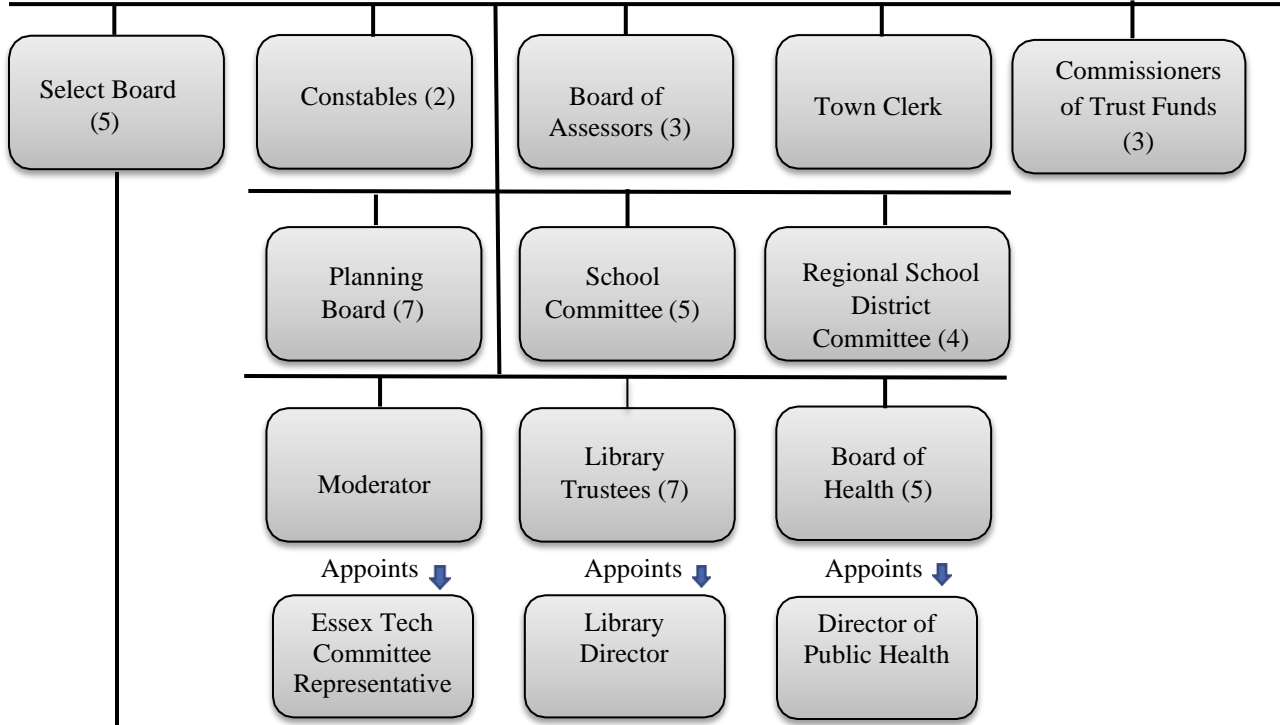 Select Board
(5)
Constables (2)
Board of
Assessors (3)
Town Clerk
Commissioners
of Trust Funds
(3)
Planning
Board (7)
School
Committee (5)
Regional School
District
Committee (4)
Moderator
Library
Trustees (7)
Board of
Health (5)
Appoints
Appoints
Appoints
Essex Tech
Committee
Representative
Library
Director
Director of
Public Health